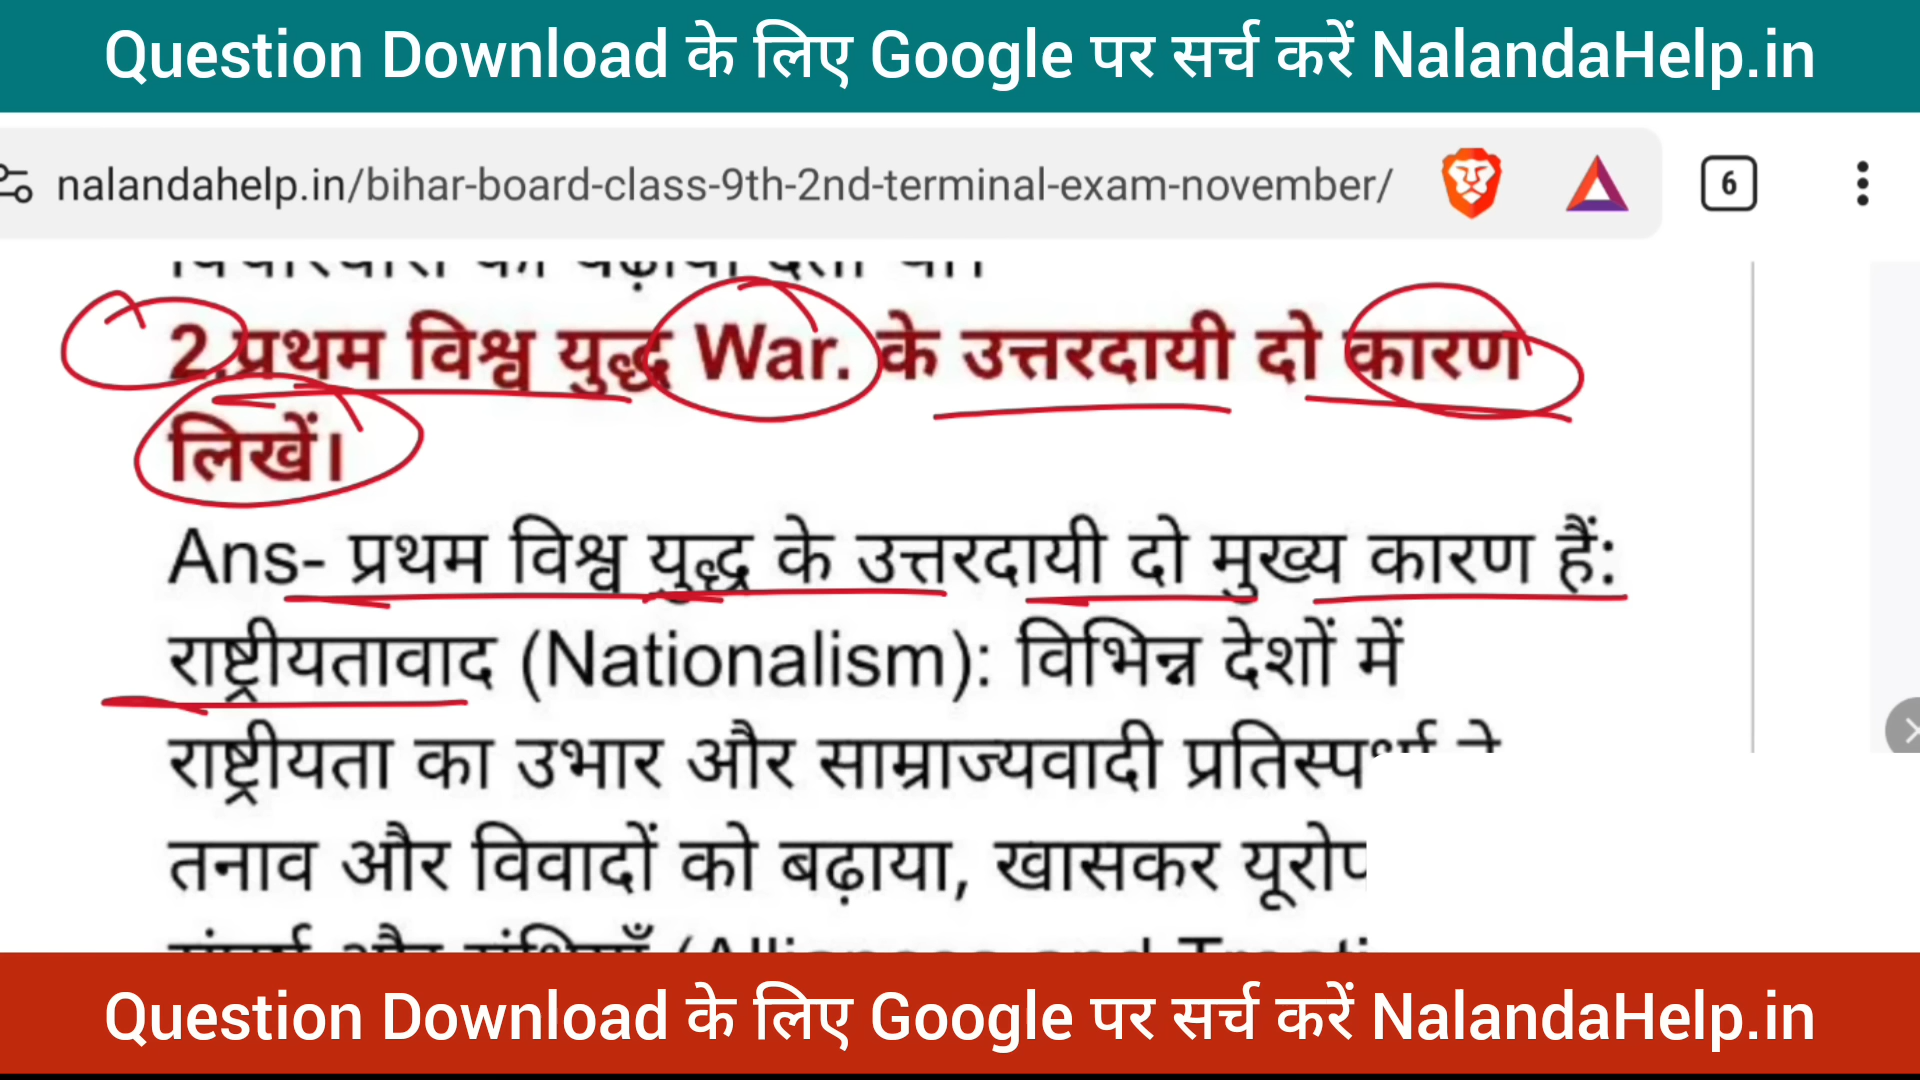 Question Download के लिए Google पर सर्च करें NalandaHelp.in
nalandahelp.in/bihar-board-class-9th-2nd-terminal-exam-november/
6
2.प्रथम विश्व युद्ध War. के उत्तरदायी दो कारण
लिखें।
Ans- प्रथम विश्व युद्ध के उत्तरदायी दो मुख्य कारण हैं:
राष्ट्रीयतावाद (Nationalism): विभिन्न देशों में
राष्ट्रीयता का उभार और साम्राज्यवादी
तनाव और विवादों को बढ़ाया, खासकर
Question Download के लिए Google पर सर्च करें NalandaHelp.in